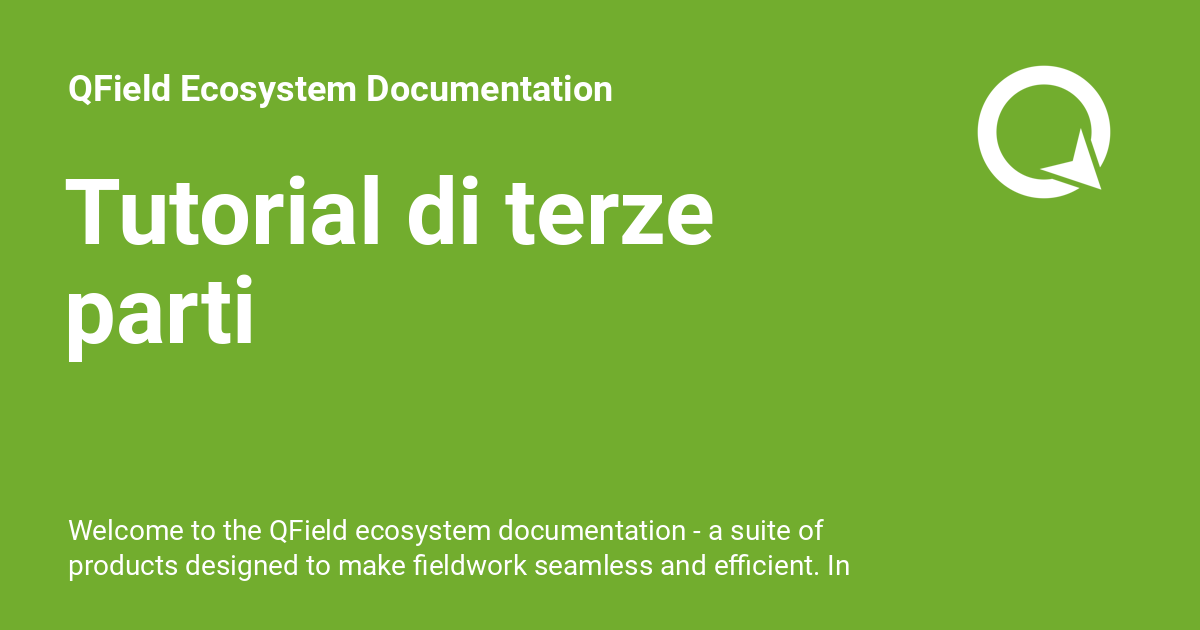 QField Ecosystem Documentation
Tutorial di terze
parti
Welcome to the QField ecosystem documentation - a suite of
products designed to make fieldwork seamless and efficient. In